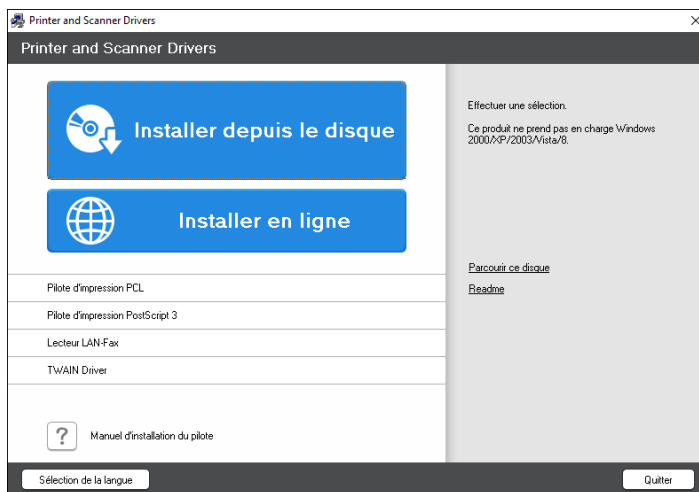 Printer and Scanner Drivers
Printer and Scanner Drivers
Installer depuis le disque
Installer en ligne
Pilote d'impression PCL
Pilote d'impression PostScript 3
Lecteur LAN-Fax
TWAIN Driver
? Manuel d'installation du pilote
Effectuer une sélection.
Ce produit ne prend pas en charge Windows
2000/XP/2003/Vista/8.
Parcourir ce disque
Readme
Sélection de la langue
Quitter